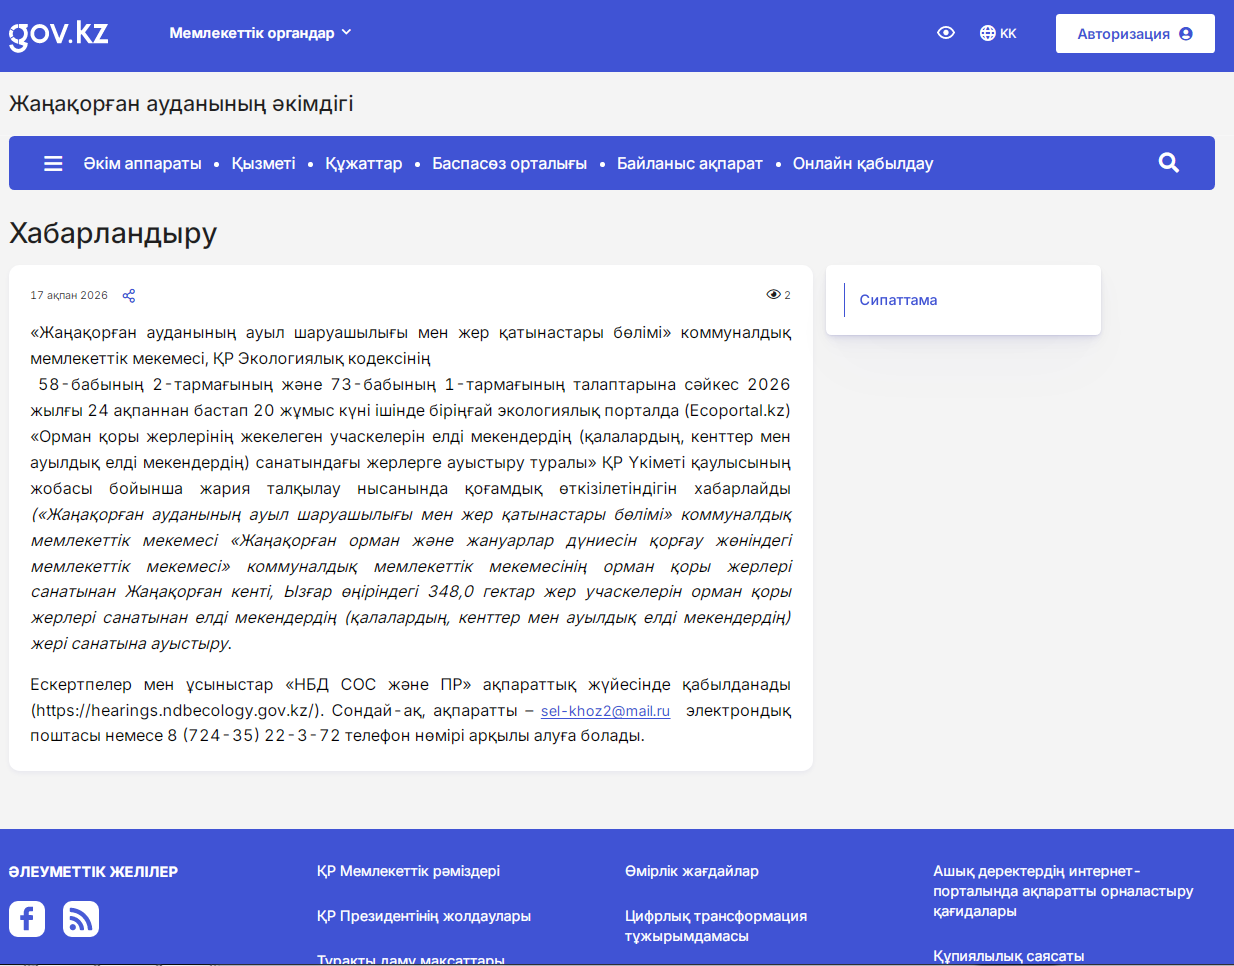 gov.kz
Мемлекеттік органдар
KK
Авторизация
Жаңақорған ауданының әкімдігі
Әкім аппараты • Қызметі • Құжаттар • Баспасөз орталығы • Байланыс ақпарат • Онлайн қабылдау
Хабарландыру
17 ақпан 2026
2
Сипаттама
«Жаңақорған ауданының ауыл шаруашылығы мен жер қатынастары бөлімі» коммуналдық
мемлекеттік мекемесі, ҚР Экологиялық кодексінің
58-бабының 2-тармағының және 73-бабының 1-тармағының талаптарына сәйкес 2026
жылғы 24 ақпаннан бастап 20 жұмыс күні ішінде біріңғай экологиялық порталда (Ecoportal.kz)
«Орман қоры жерлерінің жекелеген учаскелерін елді мекендердің (қалалардың, кенттер мен
ауылдық елді мекендердің) санатындағы жерлерге ауыстыру туралы» ҚР Үкіметі қаулысының
жобасы бойынша жария талқылау нысанында қоғамдық өткізілетіндігін хабарлайды
(«Жаңақорған ауданының ауыл шаруашылығы мен жер қатынастары бөлімі» коммуналдық
мемлекеттік мекемесі «Жаңақорған орман және жануарлар дүниесін қорғау жөніндегі
мемлекеттік мекемесі» коммуналдық мемлекеттік мекемесінің орман қоры жерлері
санатынан Жаңақорған кенті, Ызғар өңіріндегі 348,0 гектар жер учаскелерін орман қоры
жерлері санатынан елді мекендердің (қалалардың, кенттер мен ауылдық елді мекендердің)
жері санатына ауыстыру.
Ескертпелер мен ұсыныстар «НБД СОС және ПР» ақпараттық жүйесінде қабылданады
(https://hearings.ndbecology.gov.kz/). Сондай-ақ, ақпаратты – sel-khoz2@mail.ru электрондық
поштасы немесе 8 (724-35) 22-3-72 телефон нөмірі арқылы алуға болады.
ӘЛЕУМЕТТІК ЖЕЛІЛЕР
ҚР Мемлекеттік рәміздері
ҚР Президентінің жолдаулары
Тұрақты даму мақсаттары
Өмірлік жағдайлар
Цифрлық трансформация
тұжырымдамасы
Ашық деректердің интернет-
порталында ақпаратты орналастыру
қағидалары
Құпиялылық саясаты